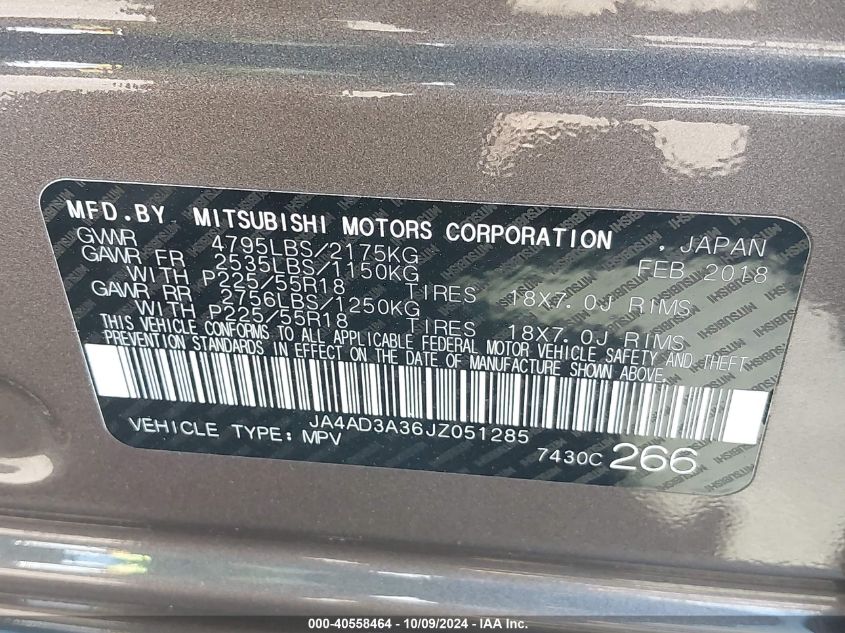 MFD.BY MITSUBISHI MOTORS CORPORATION . JAPAN
GVWR 4795LBS/2175KG FEB 2018
GAWR FR 2535LBS/1150KG
WITH P225/55R18 TIRES 18X7.0J RIMS
GAWR RR 2756LBS/1250KG
WITH P225/55R18 TIRES 18X7.0J RIMS
THIS VEHICLE CONFORMS TO ALL APPLICABLE FEDERAL MOTOR VEHICLE SAFETY AND THEFT
PREVENTION STANDARDS IN EFFECT ON THE DATE OF MANUFACTURE SHOWN ABOVE.
JA4AD3A36JZ051285
VEHICLE TYPE: MPV 7430C 266
000-40558464 - 10/09/2024 - IAA Inc.